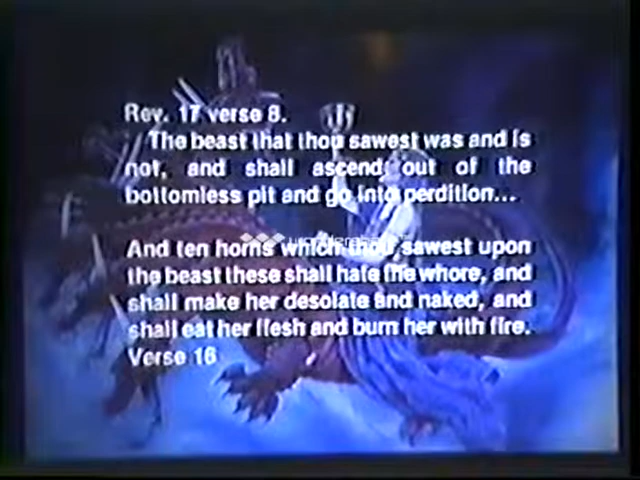 Rev. 17 verse 8.
The beast that thou sawest was and is
not, and shall ascend out of the
bottomless pit and go into perdition...
And ten horns which thou sawest upon
the beast these shall hate the whore, and
shall make her desolate and naked, and
shall eat her flesh and burn her with fire.
Verse 16